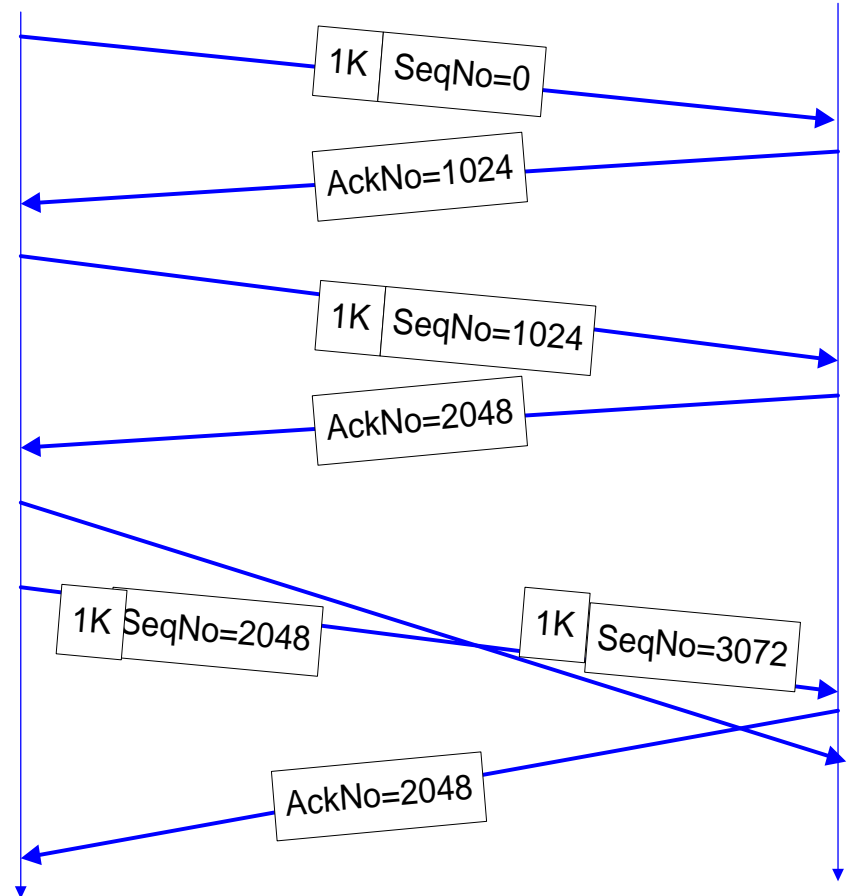 1K SeqNo=0
AckNo=1024
1K SeqNo=1024
AckNo=2048
1K SeqNo=2048
1K SeqNo=3072
AckNo=2048